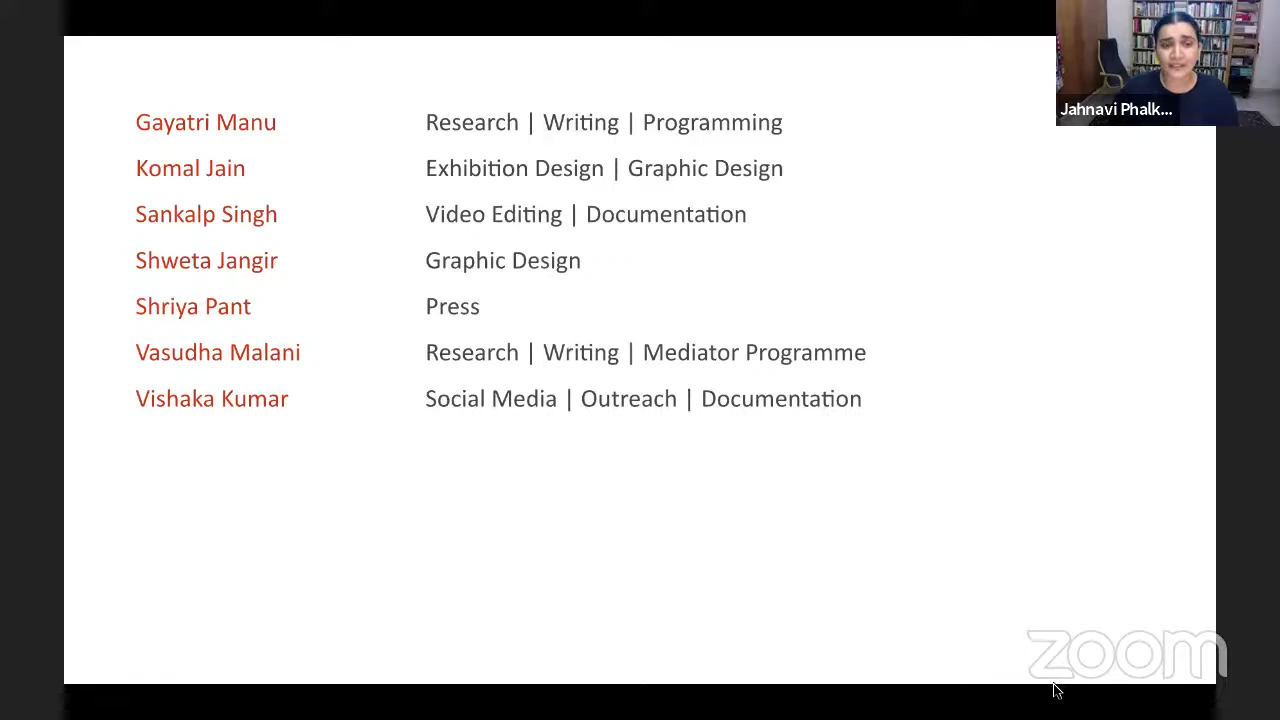 Jahnavi Phalk...
Gayatri Manu Research | Writing | Programming
Komal Jain Exhibition Design | Graphic Design
Sankalp Singh Video Editing | Documentation
Shweta Jangir Graphic Design
Shriya Pant Press
Vasudha Malani Research | Writing | Mediator Programme
Vishaka Kumar Social Media | Outreach | Documentation
zoom